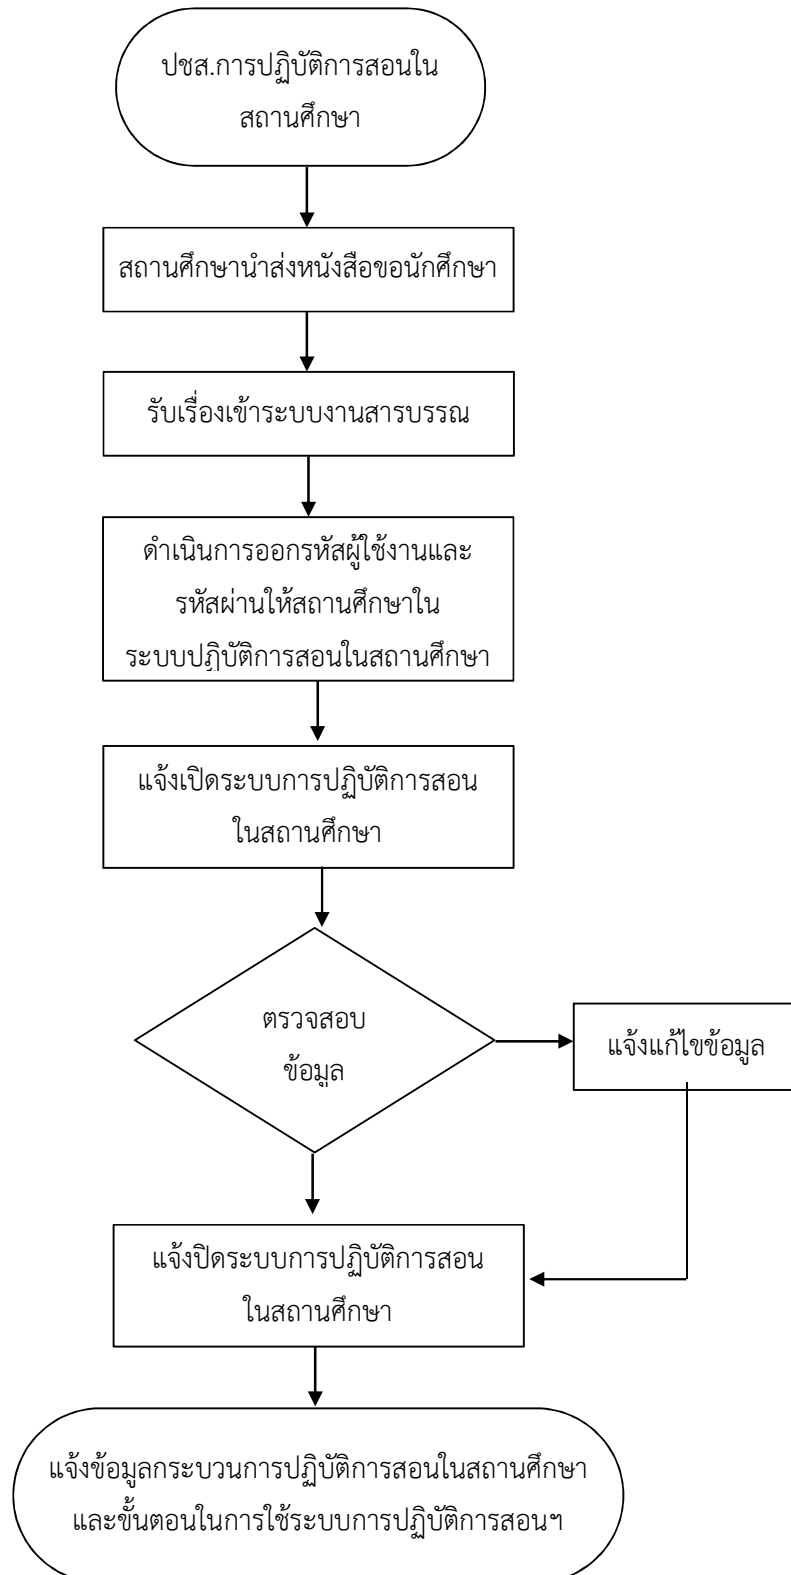 ปชส.การปฏิบัติการสอนใน
สถานศึกษา
สถานศึกษานำส่งหนังสือขอนักศึกษา
รับเรื่องเข้าระบบงานสารบรรณ
ดำเนินการออกรหัสผู้ใช้งานและ
รหัสผ่านให้สถานศึกษาใน
ระบบปฏิบัติการสอนในสถานศึกษา
แจ้งเปิดระบบการปฏิบัติการสอน
ในสถานศึกษา
ตรวจสอบ
ข้อมูล
แจ้งแก้ไขข้อมูล
แจ้งปิดระบบการปฏิบัติการสอน
ในสถานศึกษา
แจ้งข้อมูลกระบวนการปฏิบัติการสอนในสถานศึกษา
และขั้นตอนในการใช้ระบบการปฏิบัติการสอนฯ